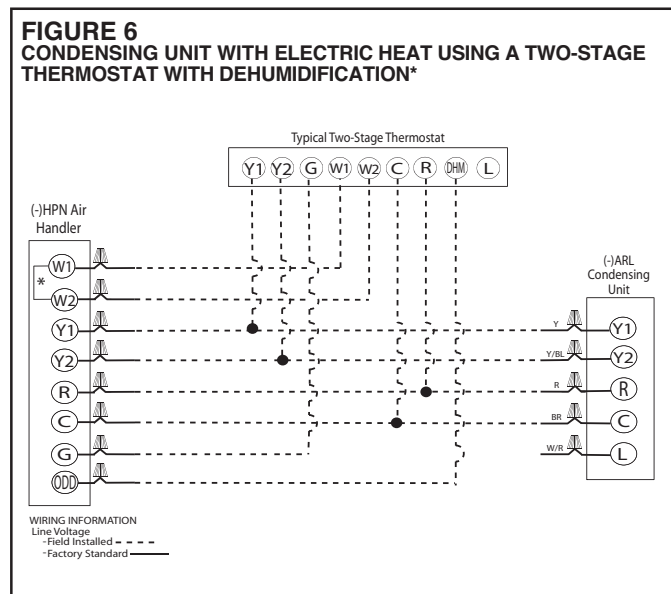 FIGURE 6
CONDENSING UNIT WITH ELECTRIC HEAT USING A TWO-STAGE
THERMOSTAT WITH DEHUMIDIFICATION*
Typical Two-Stage Thermostat
Y1 Y2 G W1 W2 C R DHM L
(-)HPN Air
Handler
W1
*
W2
Y1
Y2
R
C
G
ODD
(-)ARL
Condensing
Unit
Y Y1
Y/BL Y2
R R
BR C
W/R L
WIRING INFORMATION
Line Voltage
-Field Installed
-Factory Standard